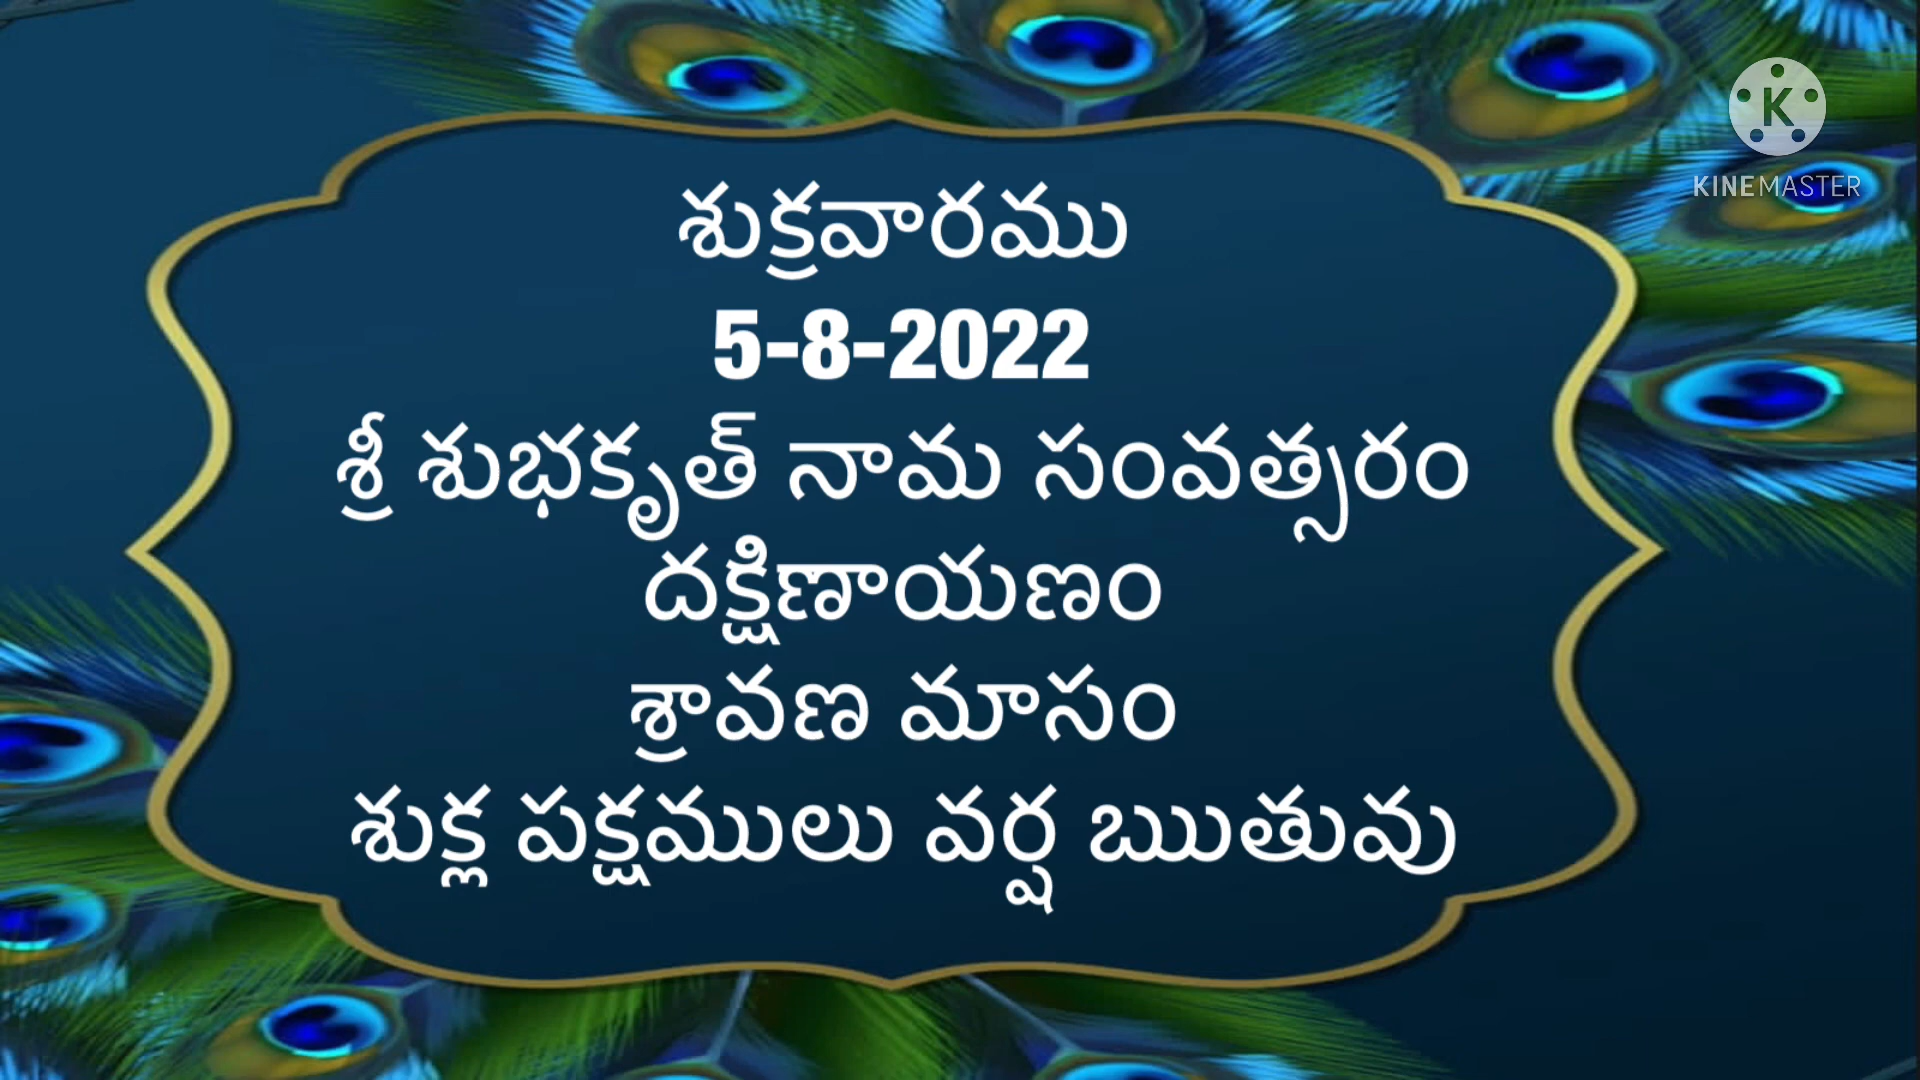 శుక్రవారము
5-8-2022
శ్రీ శుభకృత్ నామ సంవత్సరం
దక్షిణాయణం
శ్రావణ మాసం
శుక్ల పక్షములు వర్ష ఋతువు
K
KINEMASTER